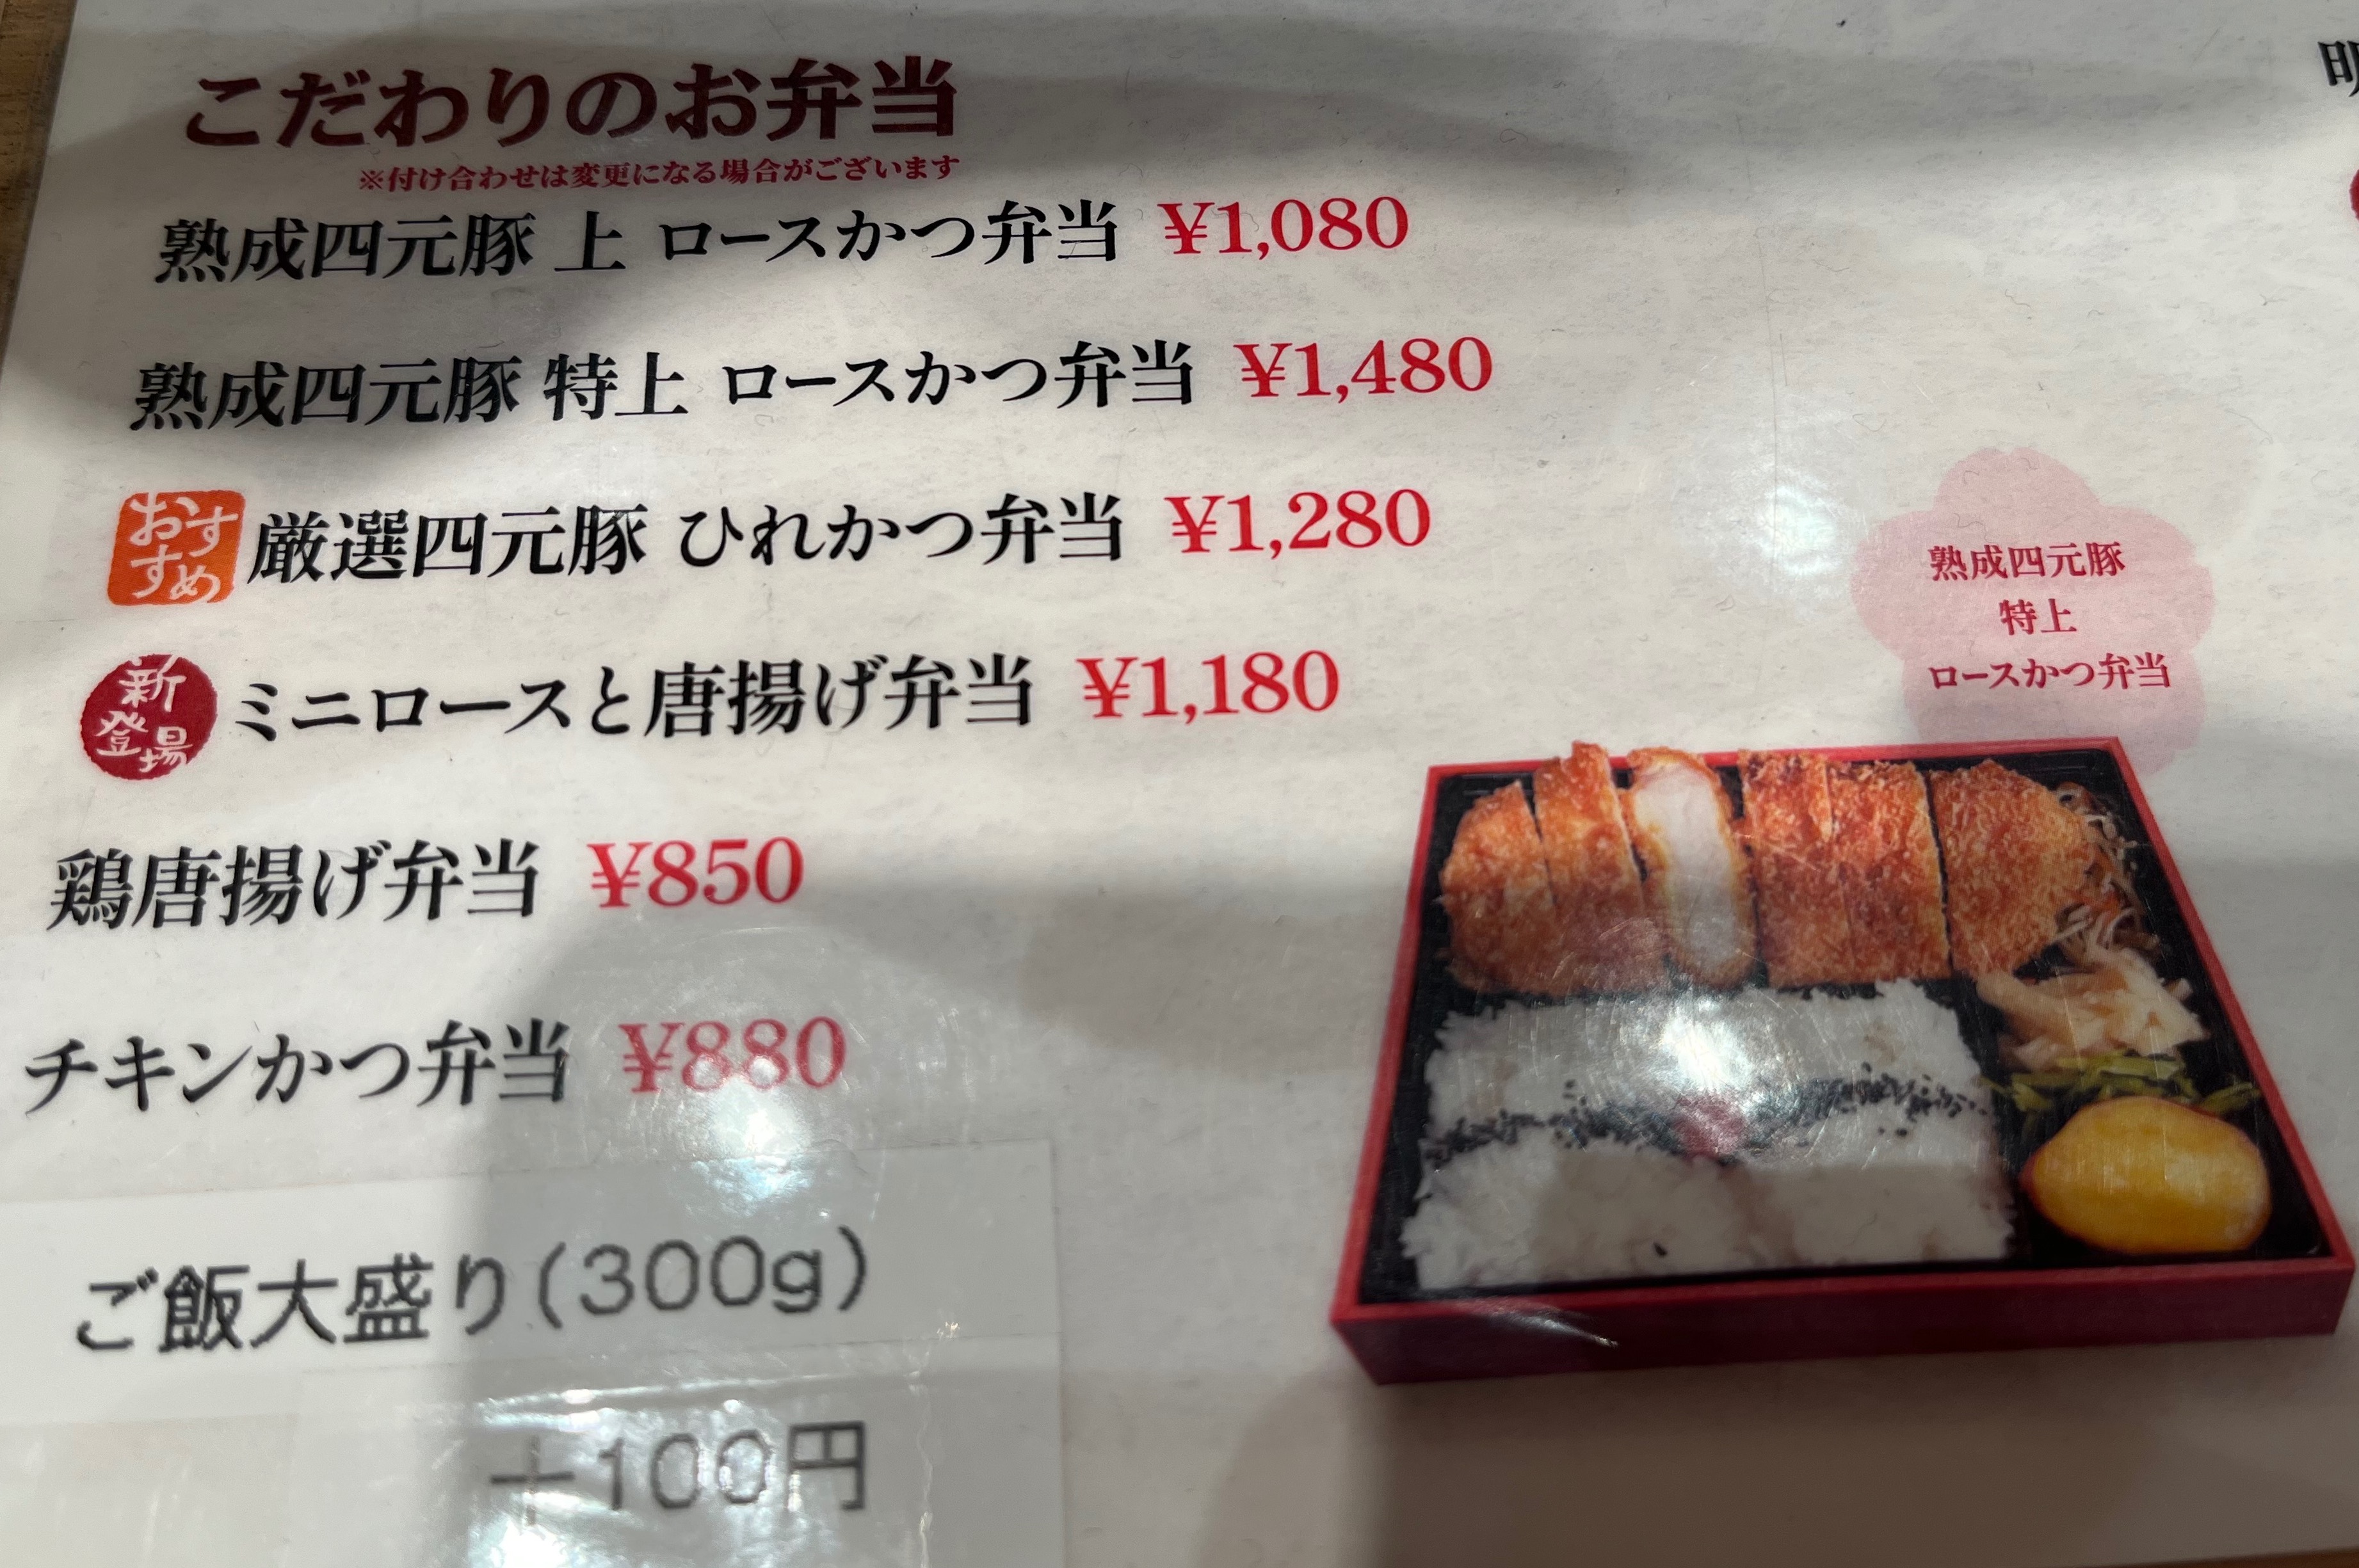 こだわりのお弁当
※付け合わせは変更になる場合がございます
熟成四元豚 上 ロースかつ弁当 ¥1,080
熟成四元豚 特上 ロースかつ弁当 ¥1,480
おすすめ 厳選四元豚 ひれかつ弁当 ¥1,280
新登場 ミニロースと唐揚げ弁当 ¥1,180
鶏唐揚げ弁当 ¥850
チキンかつ弁当 ¥880
ご飯大盛り(300g)
+100円
熟成四元豚
特上
ロースかつ弁当